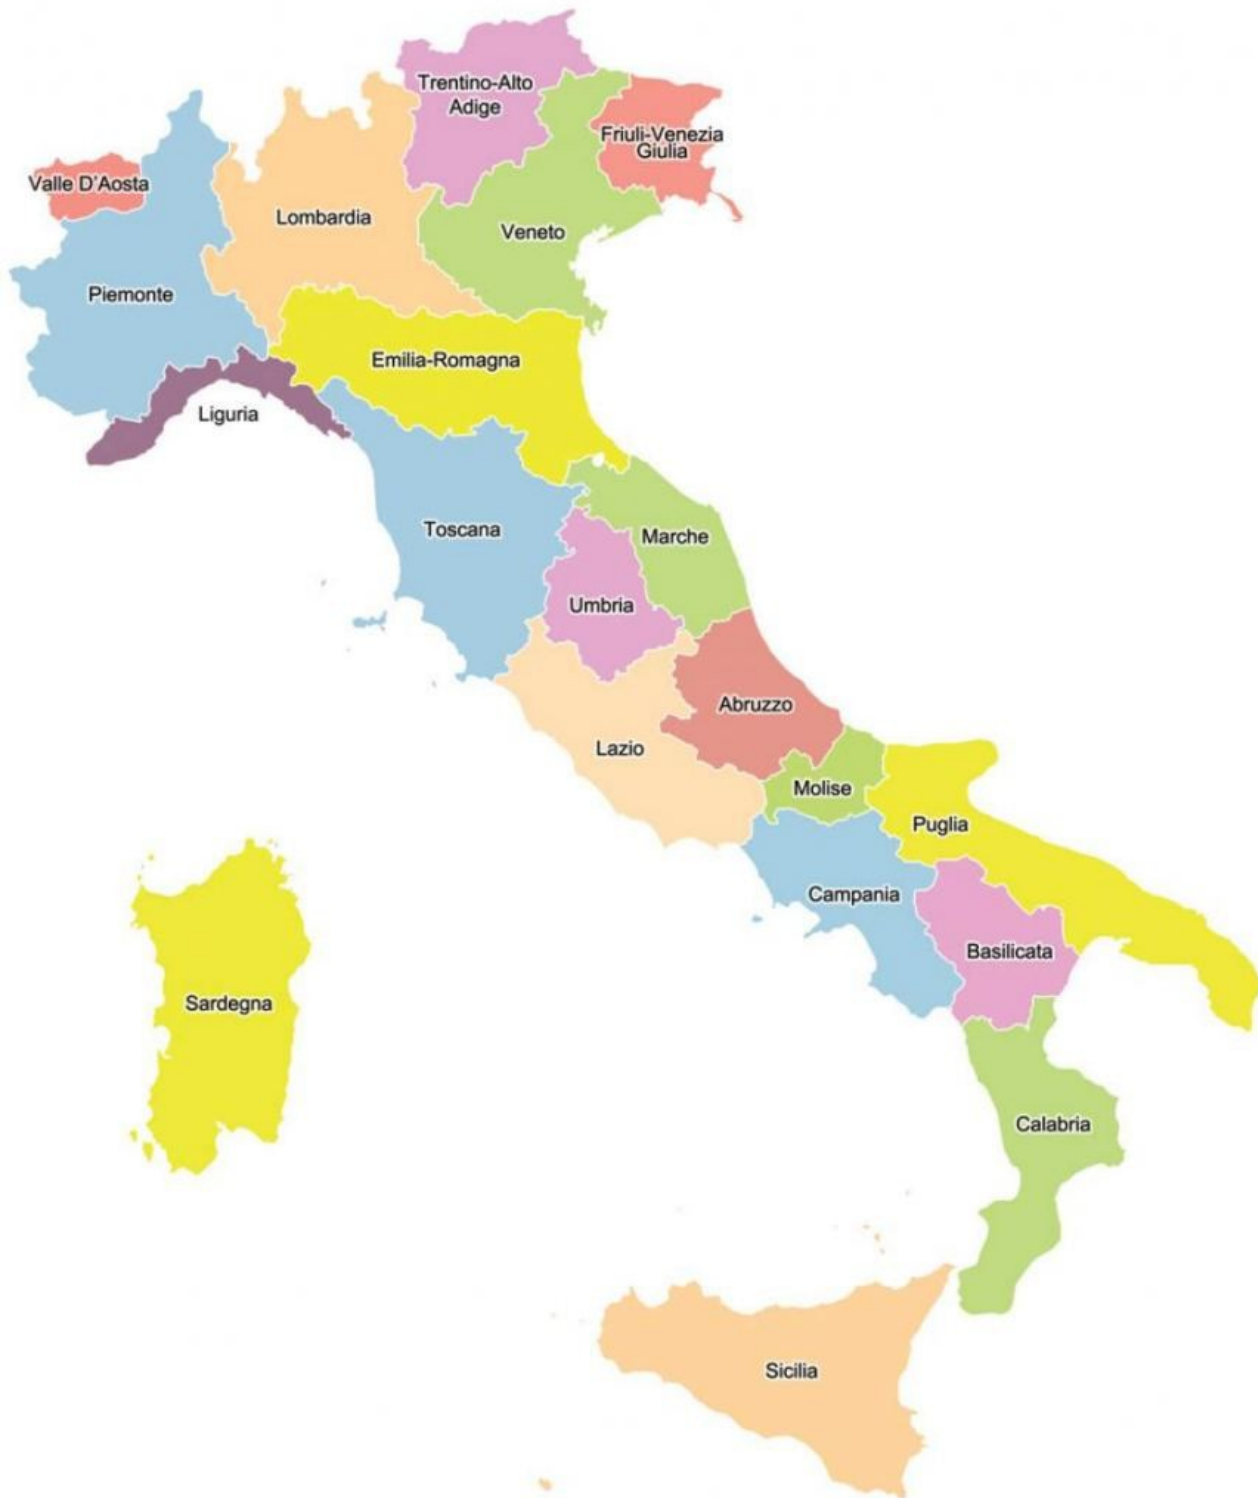 Trentino-Alto
Adige
Friuli-Venezia
Giulia
Valle D'Aosta
Lombardia
Veneto
Piemonte
Emilia-Romagna
Liguria
Toscana
Marche
Umbria
Abruzzo
Lazio
Molise
Puglia
Campania
Basilicata
Sardegna
Calabria
Sicilia